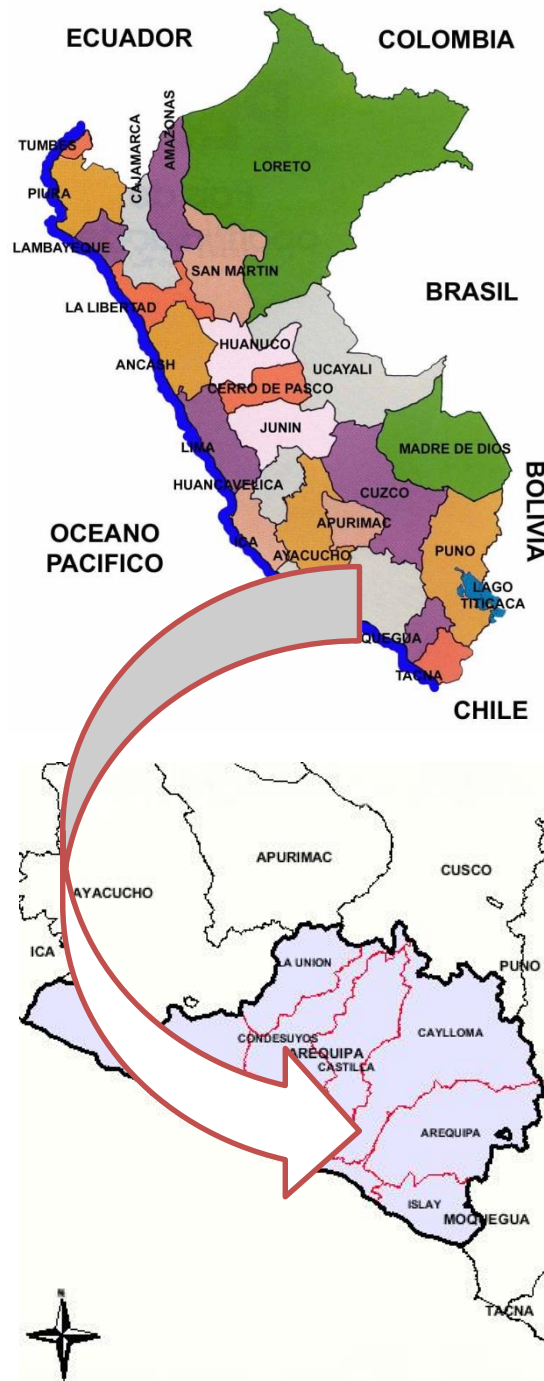 ECUADOR
COLOMBIA
TUMBES
CAJAMARCA
AMAZONAS
LORETO
PIURA
LAMBAYEQUE
SAN MARTIN
LA LIBERTAD
BRASIL
ANCASH
HUANUCO
UCAYALI
CERRO DE PASCO
JUNIN
LIMA
MADRE DE DIOS
HUANCAVELICA
CUZCO
BOLIVIA
OCEANO
PACIFICO
ICA
APURIMAC
AYACUCHO
PUNO
LAGO
TITICACA
QUEGUA
TACNA
CHILE
APURIMAC
CUSCO
AYACUCHO
ICA
LA UNION
PUNO
CONDESUYOS
CAYLLOMA
AREQUIPA
CASTILLA
AREQUIPA
ISLAY
MOQUEGUA
N
TACNA